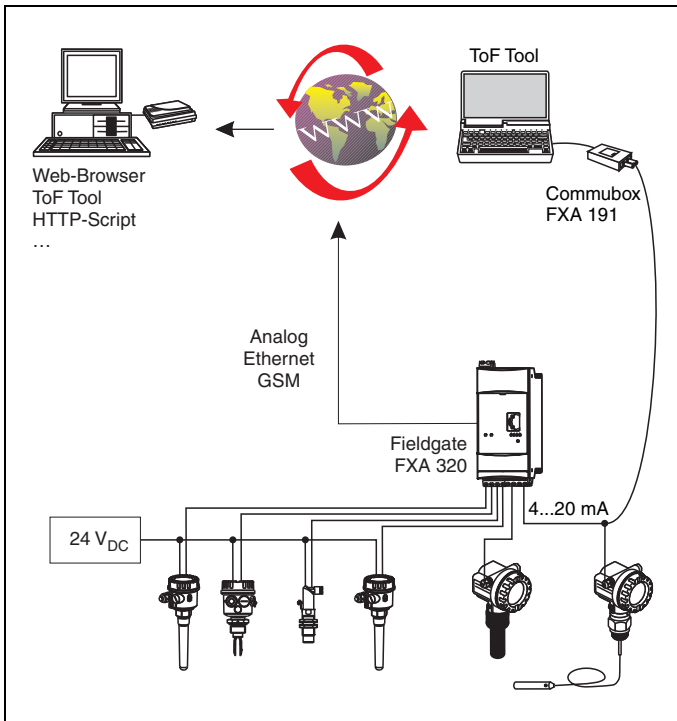 ToF Tool
WWW
Web-Browser
ToF Tool
HTTP-Script
...
Commubox
FXA 191
Analog
Ethernet
GSM
Fieldgate
FXA 320
4...20 mA
24 V_DC